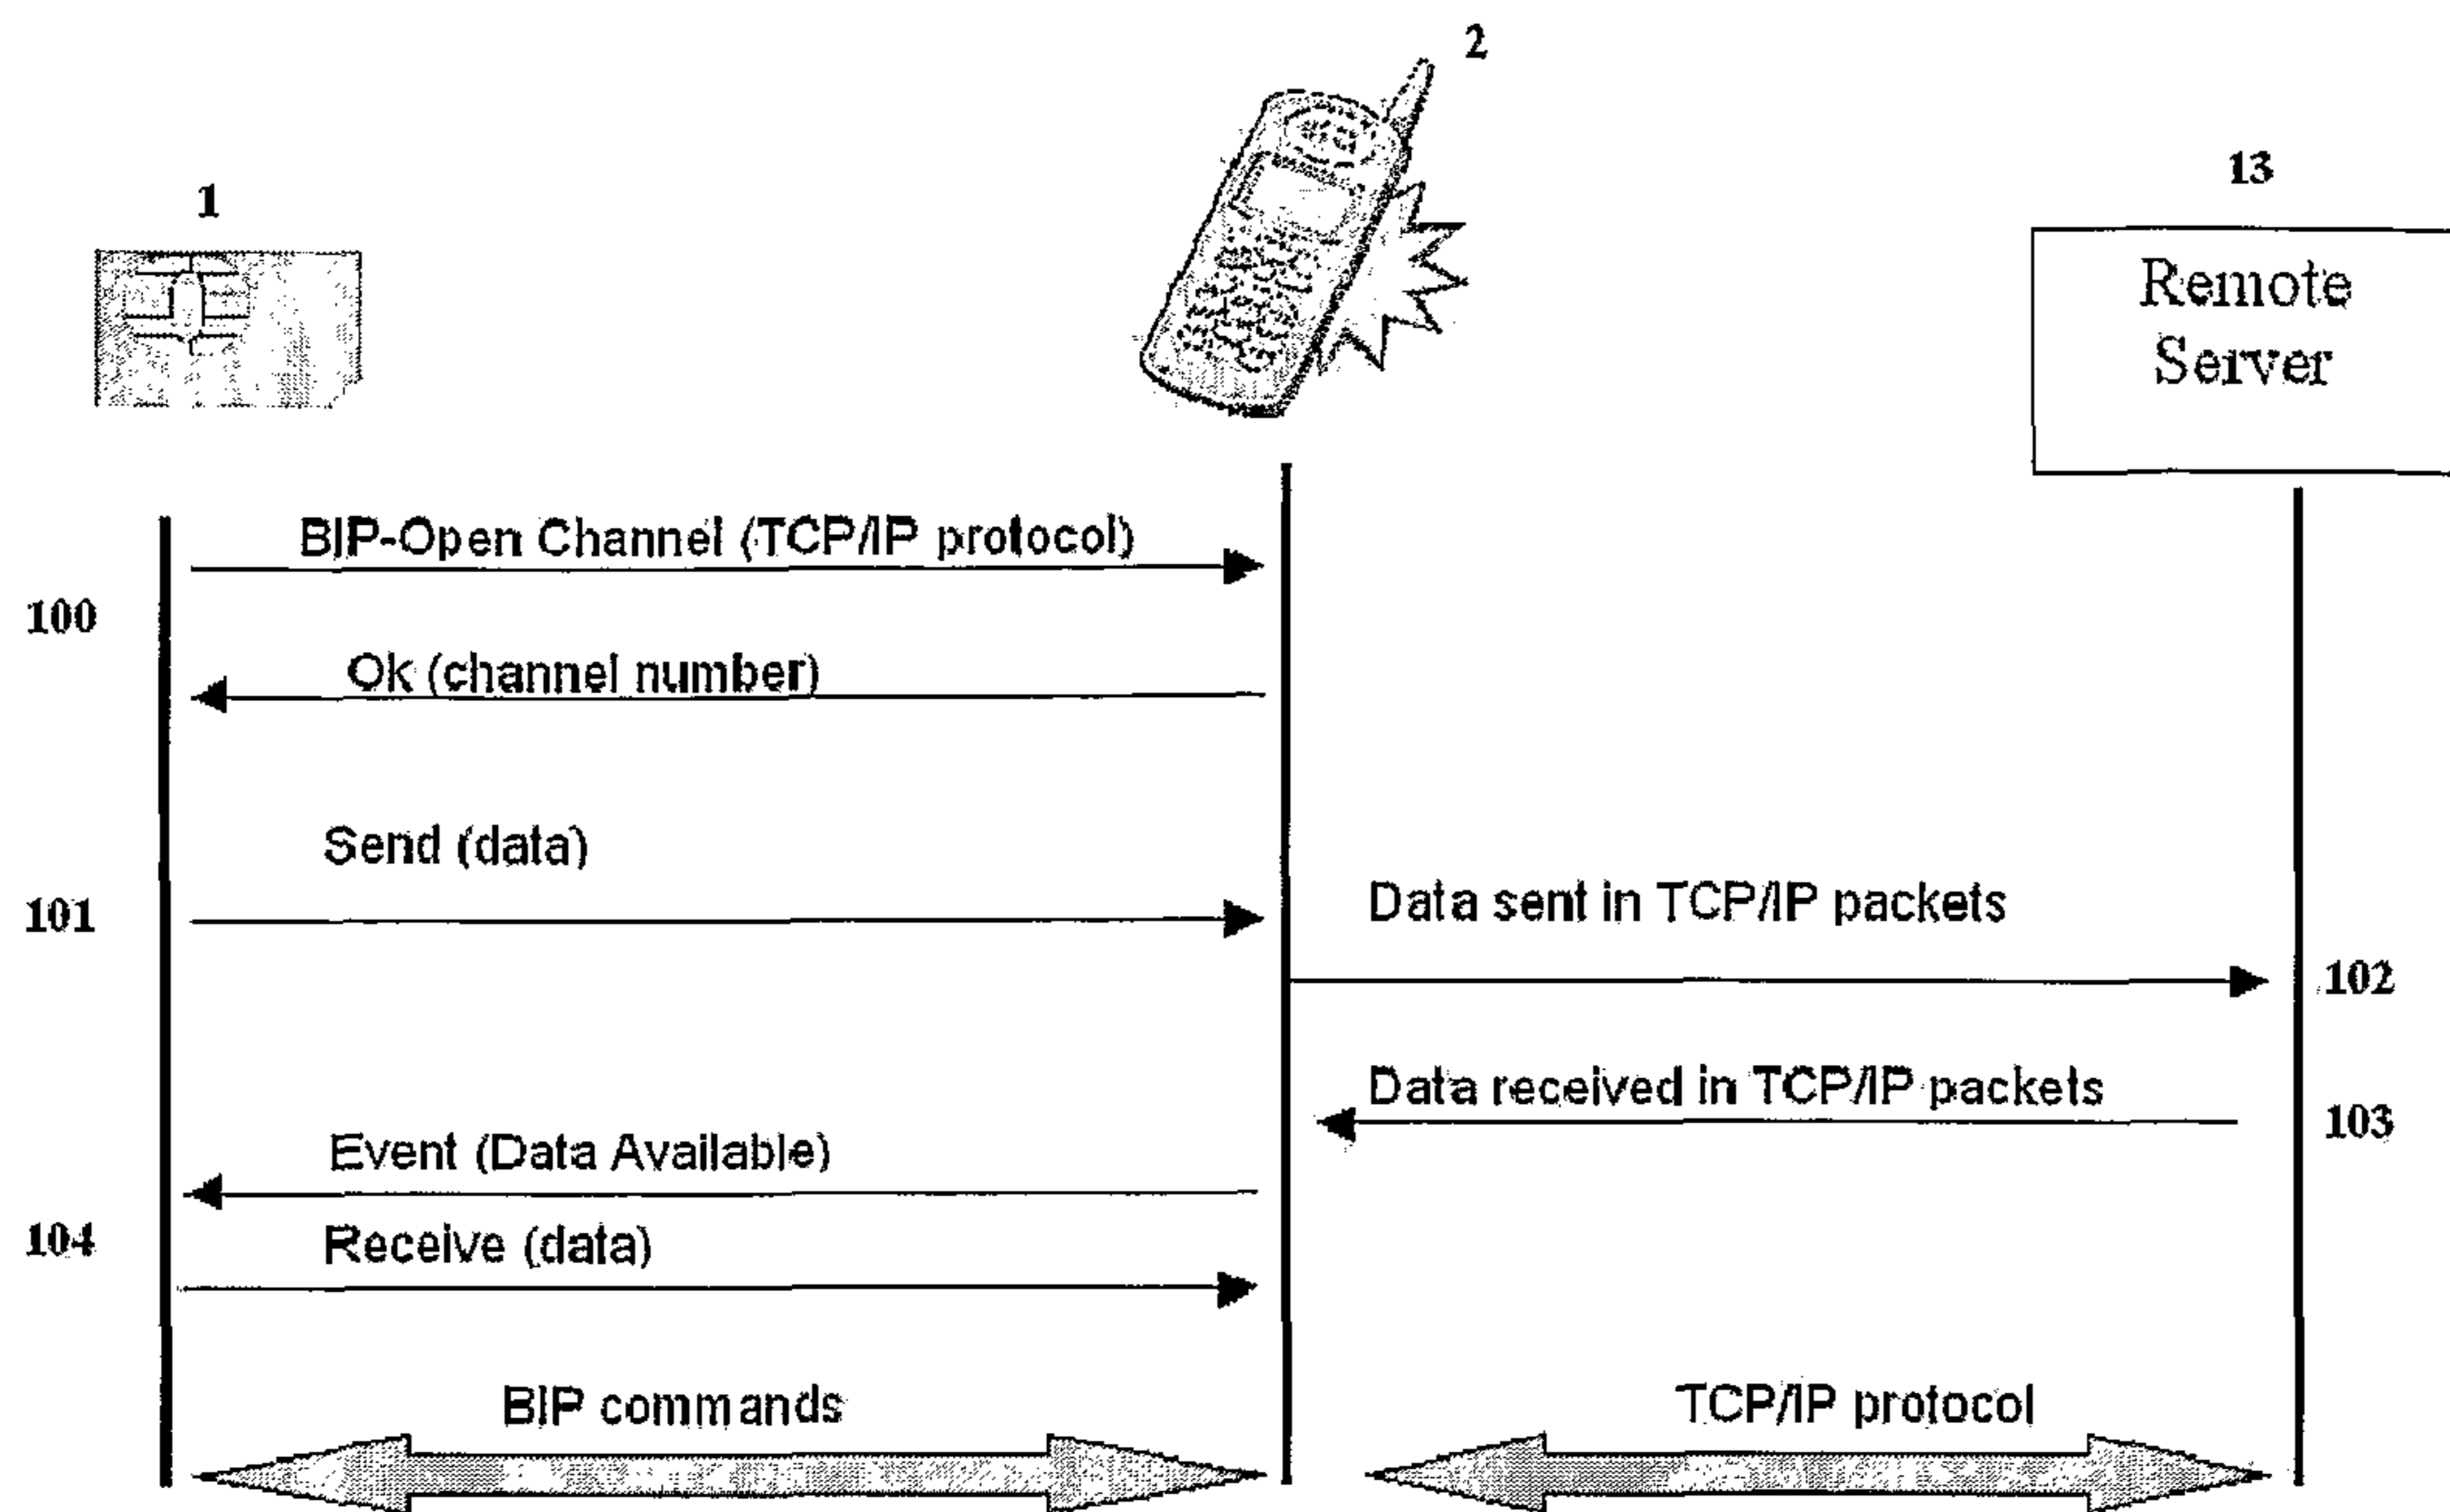 2
1
13
Remote
Server
BIP-Open Channel (TCP/IP protocol)
100
Ok (channel number)
Send (data)
101
Data sent in TCP/IP packets
102
Data received in TCP/IP packets
103
Event (Data Available)
104
Receive (data)
BIP commands
TCP/IP protocol